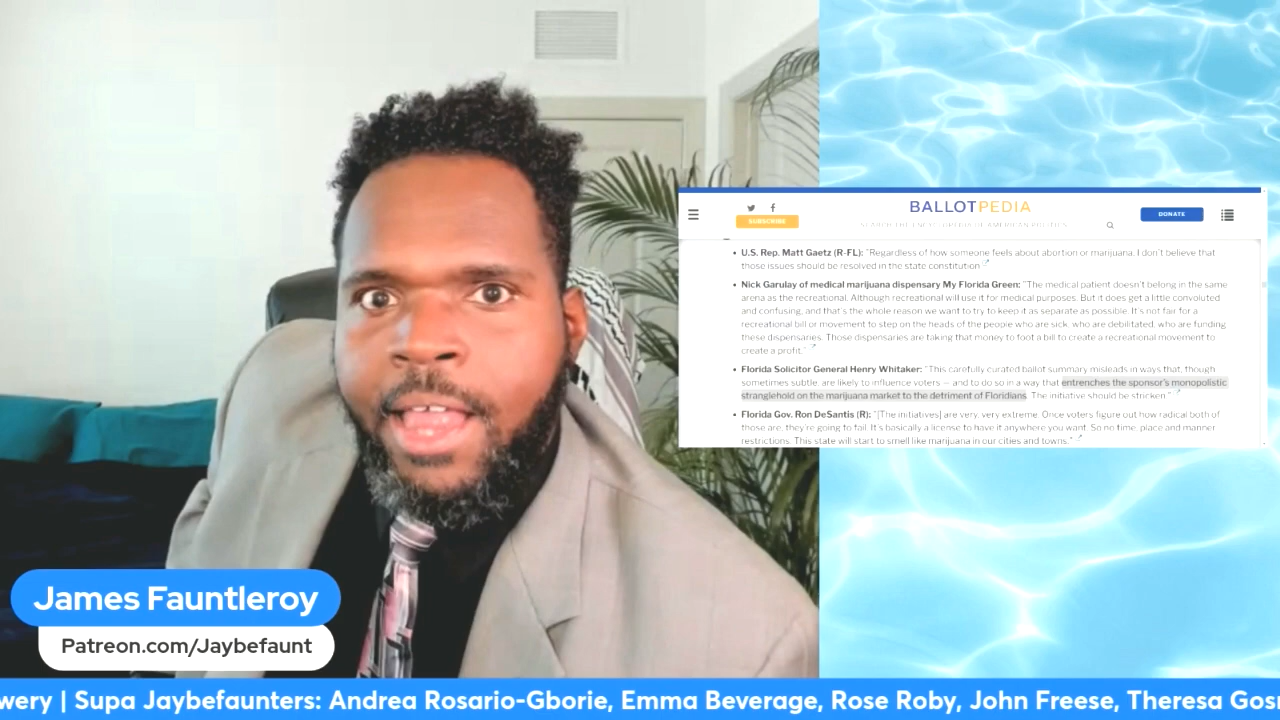 BALLOTPEDIA
SUBSCRIBE
DONATE
SEARCH THE ENCYCLOPEDIA OF AMERICAN POLITICS
• U.S. Rep. Matt Gaetz (R-FL): "Regardless of how someone feels about abortion or marijuana, I don't believe that
those issues should be resolved in the state constitution
• Nick Garulay of medical marijuana dispensary My Florida Green: "The medical patient doesn't belong in the same
arena as the recreational. Although recreational will use it for medical purposes. But it does get a little convoluted
and confusing, and that's the whole reason we want to try to keep it as separate as possible. It's not fair for a
recreational bill or movement to step on the heads of the people who are sick, who are debilitated, who are funding
these dispensaries. Those dispensaries are taking that money to foot a bill to create a recreational movement to
create a profit."
• Florida Solicitor General Henry Whitaker: "This carefully curated ballot summary misleads in ways that, though
sometimes subtle, are likely to influence voters — and to do so in a way that entrenches the sponsor's monopolistic
stranglehold on the marijuana market to the detriment of Floridians. The initiative should be stricken."
• Florida Gov. Ron DeSantis (R): "[The initiatives] are very, very extreme. Once voters figure out how radical both of
those are, they're going to fail. It's basically a license to have it anywhere you want. So no time, place and manner
restrictions. This state will start to smell like marijuana in our cities and towns."
James Fauntleroy
Patreon.com/Jaybefaunt
wery | Supa Jaybefaunters: Andrea Rosario-Gborie, Emma Beverage, Rose Roby, John Freese, Theresa Gos